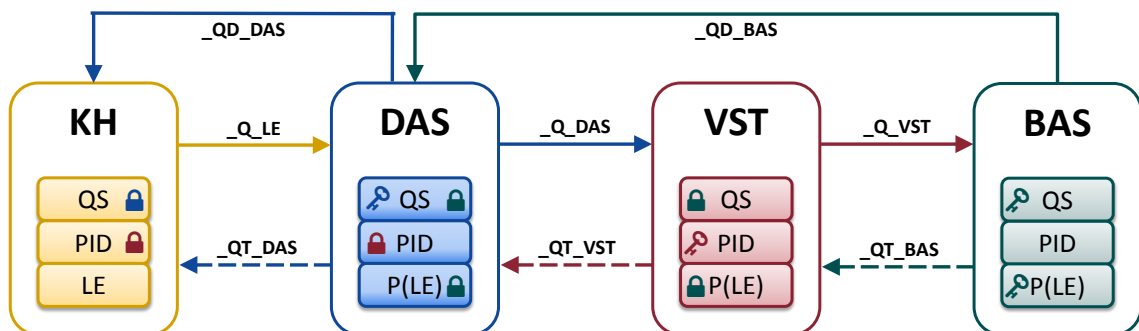 _QD_DAS
_QD_BAS
KH
_Q_LE
DAS
_Q_DAS
VST
_Q_VST
BAS
QS
PID
LE
_QT_DAS
QS
PID
P(LE)
_QT_VST
QS
PID
P(LE)
_QT_BAS
QS
PID
P(LE)